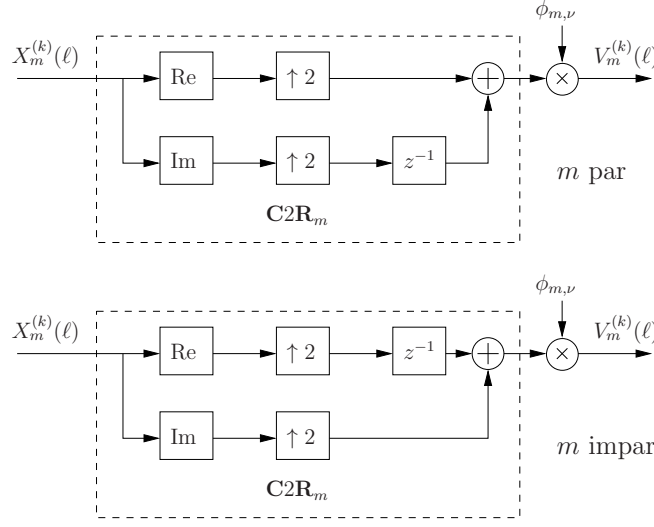 ϕ_{m,ν}
X_m^{(k)}(ℓ) Re ↑ 2 + × V_m^{(k)}(ℓ)
Im ↑ 2 z^{-1}
m par
C2R_m
ϕ_{m,ν}
X_m^{(k)}(ℓ) Re ↑ 2 z^{-1} + × V_m^{(k)}(ℓ)
Im ↑ 2
m impar
C2R_m